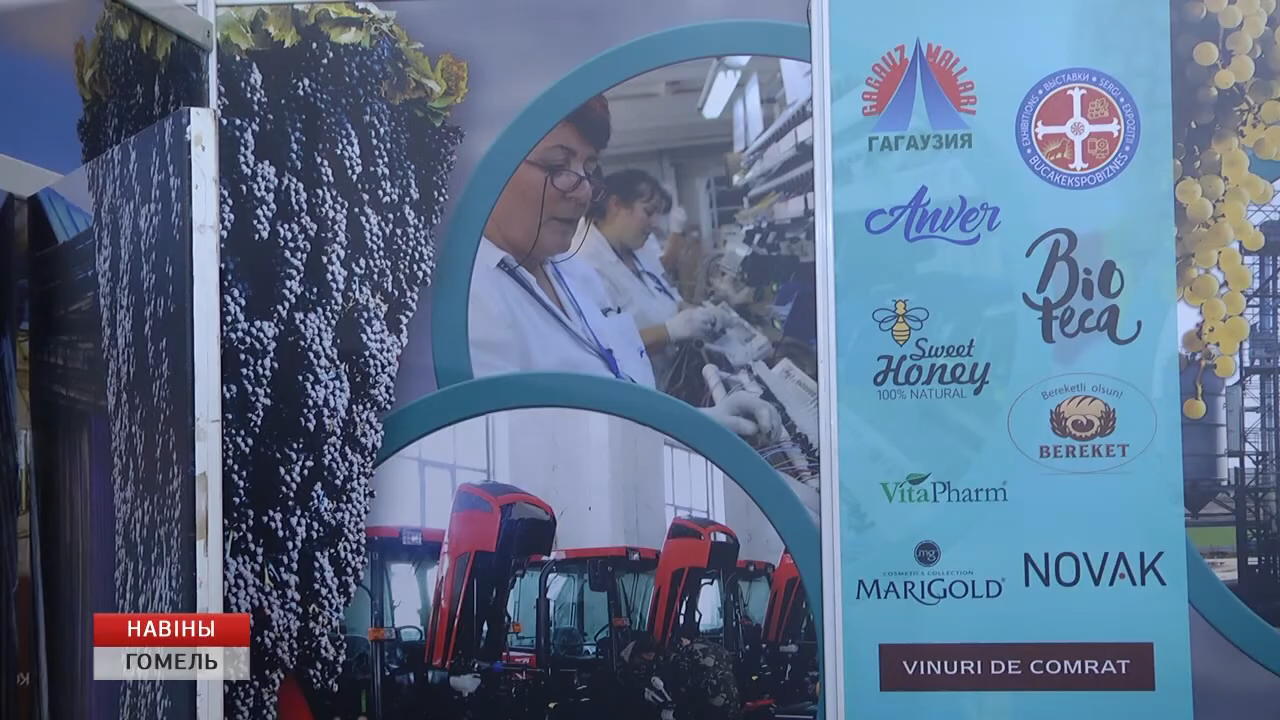 GAGAUZ MALLARI
ГАГАУЗИЯ
EXHIBITIONS • ВЫСТАВКИ • SERGI • EXPOZIȚII
BUCAKEKSPOBIZNES
Anver
Bio
Teca
Sweet
Honey
100% NATURAL
Bereketli olsun!
BEREKET
VitaPharm
mg
COSMETICS COLLECTION
MARIGOLD
NOVAK
VINURI DE COMRAT
НАВІНЫ
ГОМЕЛЬ